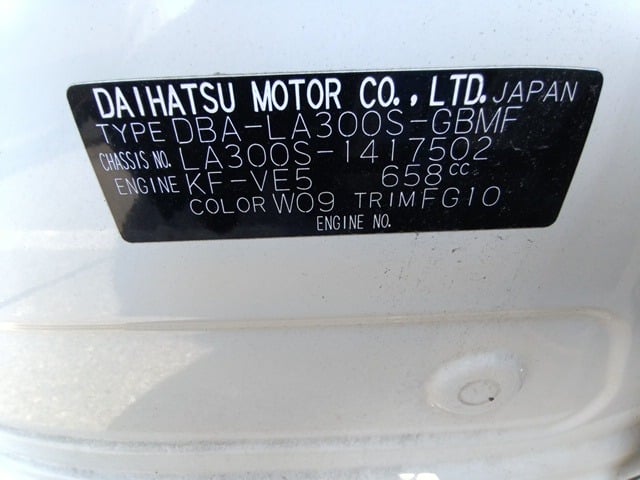 DAIHATSU MOTOR CO., LTD. JAPAN
TYPE DBA-LA300S-GBMF
CHASSIS NO. LA300S-1417502
ENGINE KF-VE5 658cc
COLOR W09 TRIM FG10
ENGINE NO.